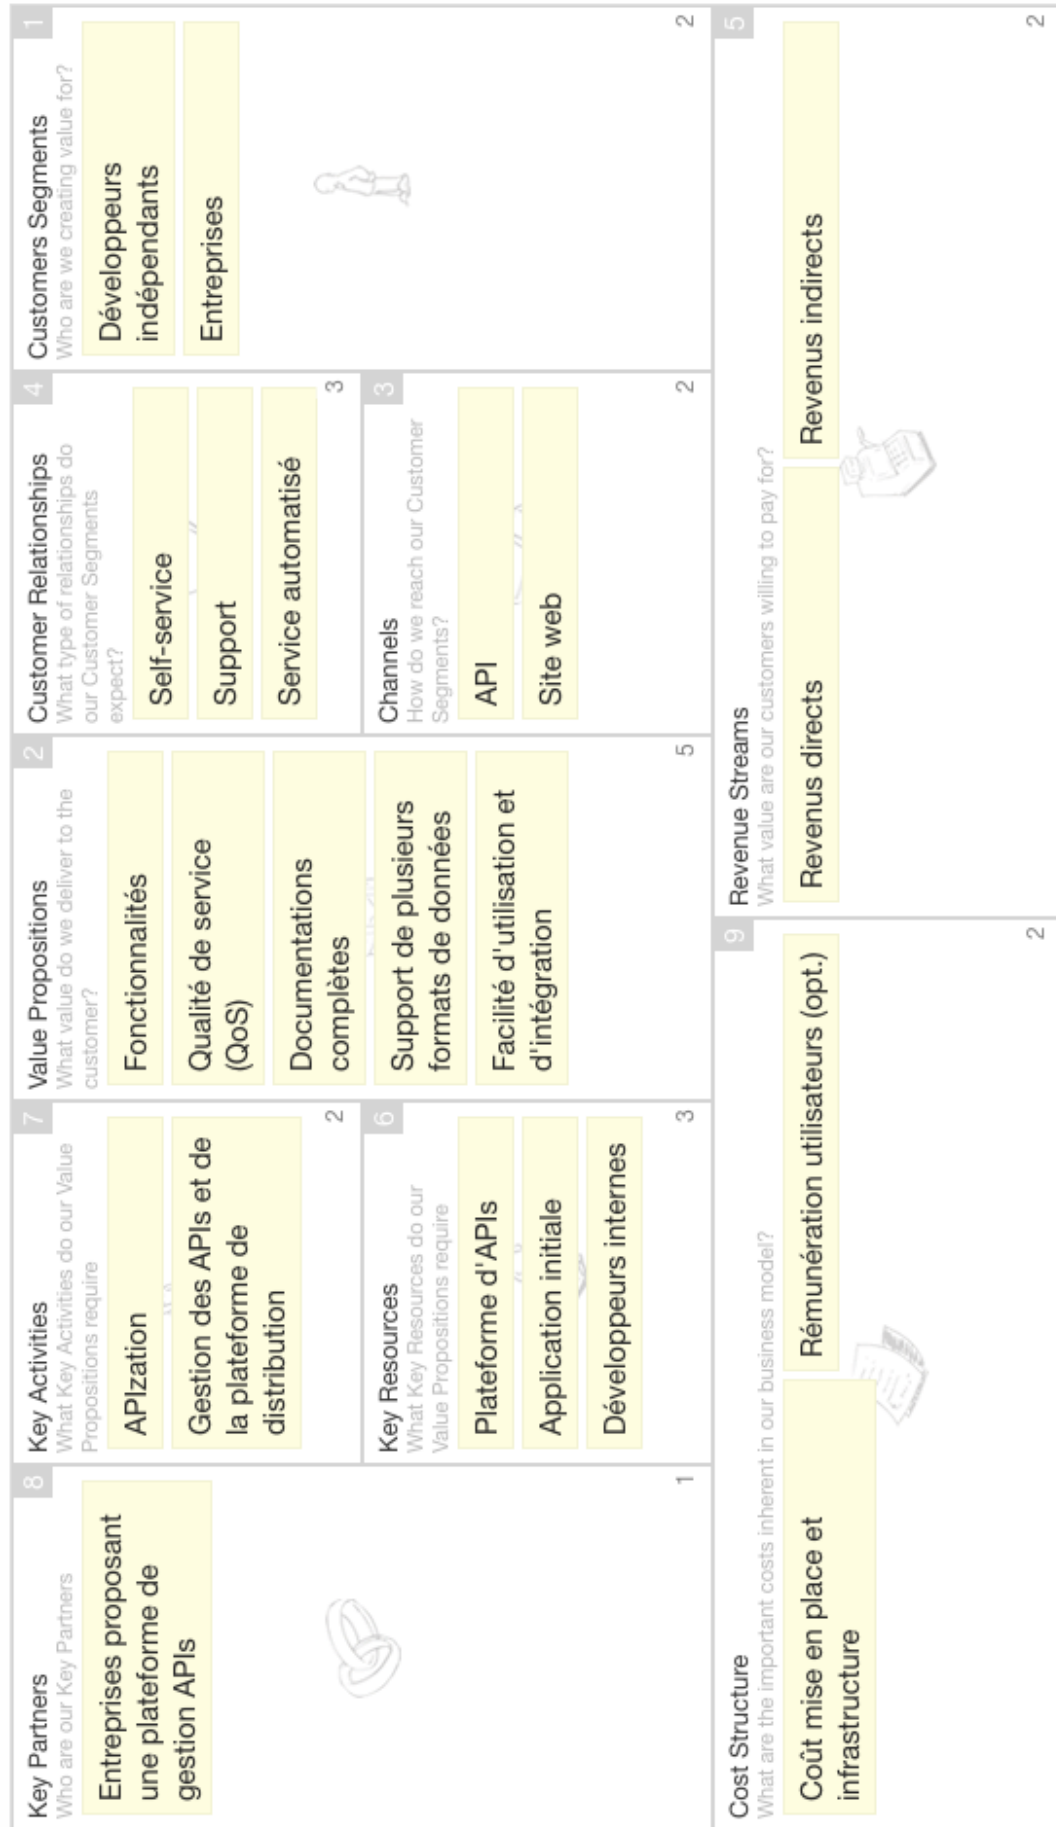 Key Partners
8
Who are our Key Partners
Entreprises proposant
une plateforme de
gestion APIs
1
Key Activities
7
What Key Activities do our Value
Propositions require
APIzation
Gestion des APIs et de
la plateforme de
distribution
2
Key Resources
6
What Key Resources do our
Value Propositions require
Plateforme d'APIs
Application initiale
Développeurs internes
3
Value Propositions
2
What value do we deliver to the
customer?
Fonctionnalités
Qualité de service
(QoS)
Documentations
complètes
Support de plusieurs
formats de données
Facilité d'utilisation et
d'intégration
5
Customer Relationships
4
What type of relationships do
our Customer Segments
expect?
Self-service
Support
Service automatisé
3
Channels
3
How do we reach our Customer
Segments?
API
Site web
2
Customers Segments
1
Who are we creating value for?
Développeurs
indépendants
Entreprises
2
Cost Structure
9
What are the important costs inherent in our business model?
Coût mise en place et
infrastructure
Rémunération utilisateurs (opt.)
2
Revenue Streams
5
What value are our customers willing to pay for?
Revenus directs
Revenus indirects
2